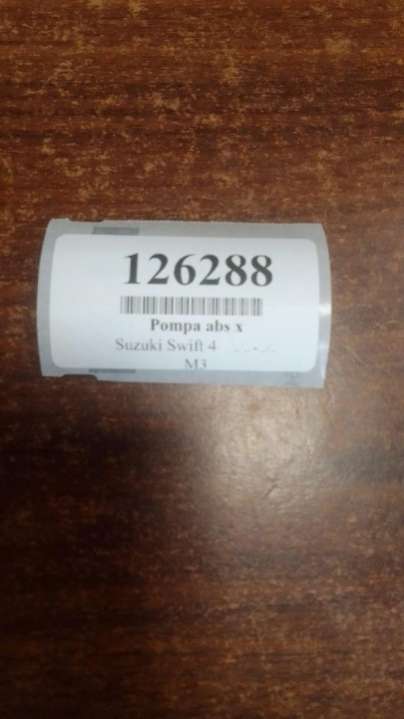 126288
Pompa abs x
Suzuki Swift 4
M3